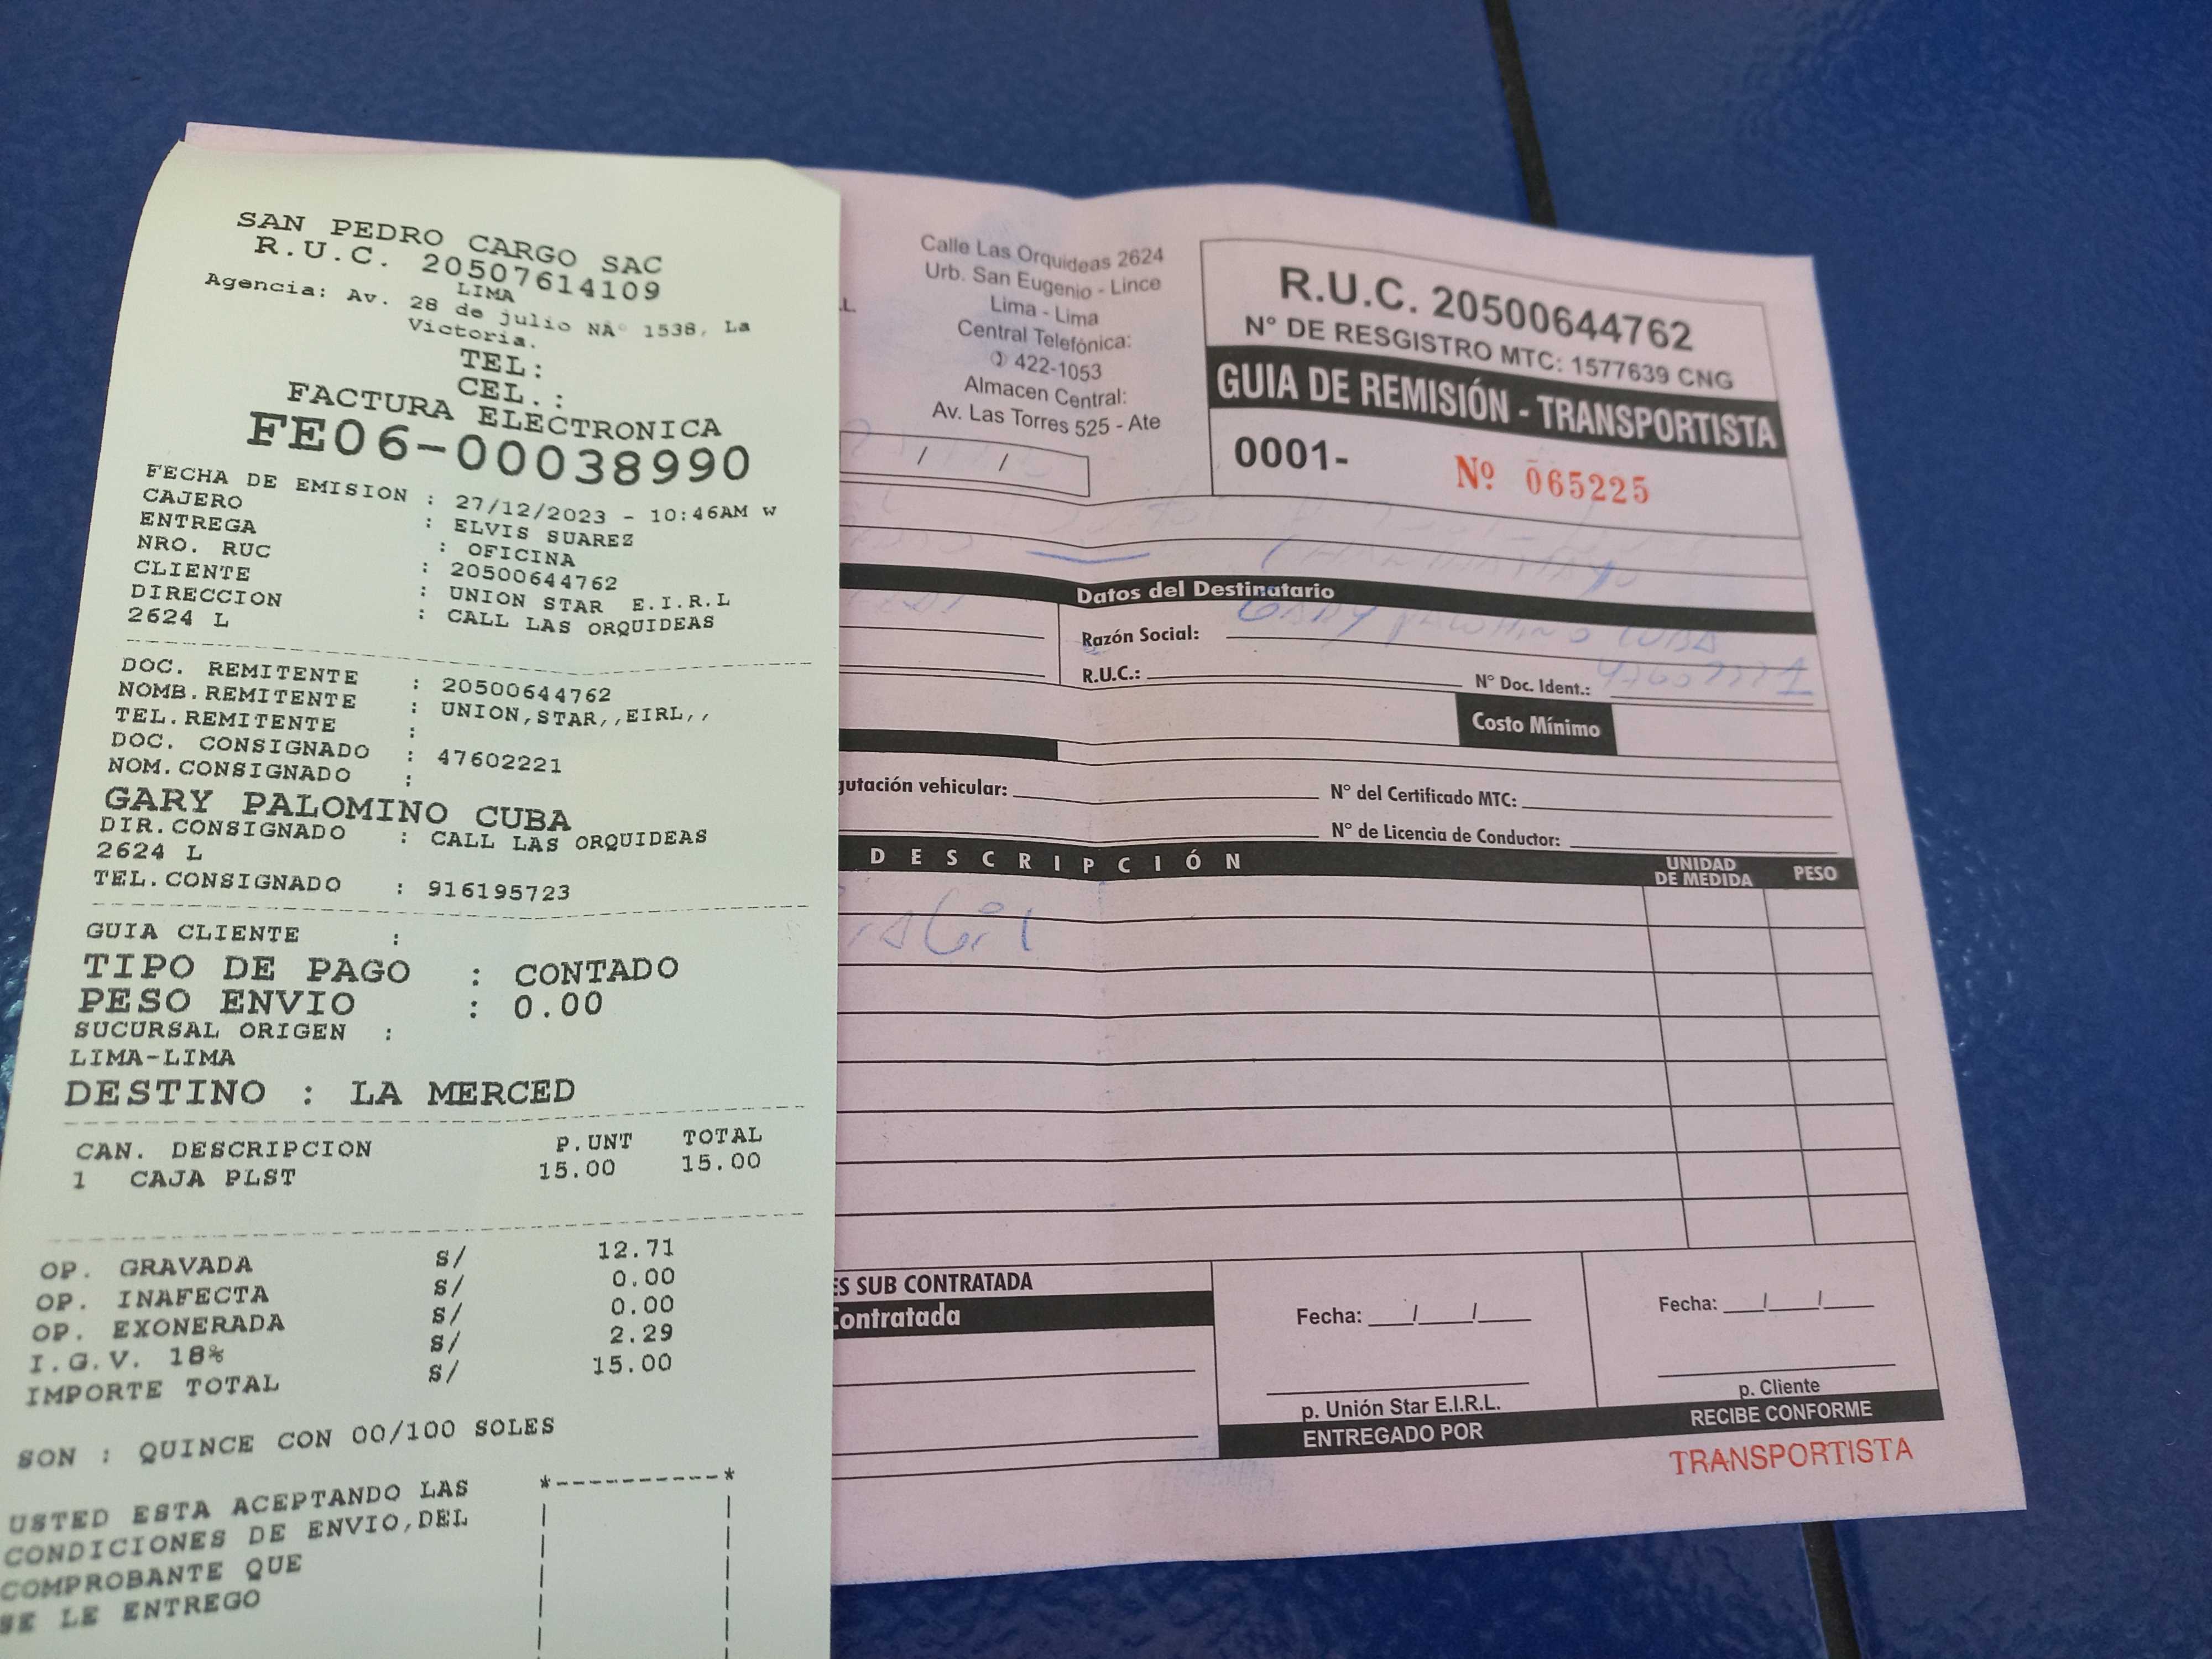 SAN PEDRO CARGO SAC
R.U.C. 20507614109
LIMA
Agencia: Av. 28 de julio NÂ° 1538, La
Victoria.
TEL:
CEL.:
FACTURA ELECTRONICA
FE06-00038990
FECHA DE EMISION : 27/12/2023 - 10:46AM W
CAJERO : ELVIS SUAREZ
ENTREGA : OFICINA
NRO. RUC : 20500644762
CLIENTE : UNION STAR E.I.R.L
DIRECCION : CALL LAS ORQUIDEAS
2624 L
DOC. REMITENTE : 20500644762
NOMB.REMITENTE : UNION,STAR,,EIRL,,
TEL.REMITENTE :
DOC. CONSIGNADO : 47602221
NOM.CONSIGNADO :
GARY PALOMINO CUBA
DIR.CONSIGNADO : CALL LAS ORQUIDEAS
2624 L
TEL.CONSIGNADO : 916195723
GUIA CLIENTE :
TIPO DE PAGO : CONTADO
PESO ENVIO : 0.00
SUCURSAL ORIGEN :
LIMA-LIMA
DESTINO : LA MERCED
CAN. DESCRIPCION P.UNT TOTAL
1 CAJA PLST 15.00 15.00
OP. GRAVADA S/ 12.71
OP. INAFECTA S/ 0.00
OP. EXONERADA S/ 0.00
I.G.V. 18% S/ 2.29
IMPORTE TOTAL S/ 15.00
SON : QUINCE CON 00/100 SOLES
USTED ESTA ACEPTANDO LAS
CONDICIONES DE ENVIO,DEL
COMPROBANTE QUE
SE LE ENTREGO
Calle Las Orquideas 2624
Urb. San Eugenio - Lince
Lima - Lima
Central Telefónica:
422-1053
Almacen Central:
Av. Las Torres 525 - Ate
R.U.C. 20500644762
N° DE RESGISTRO MTC: 1577639 CNG
GUIA DE REMISIÓN - TRANSPORTISTA
0001- Nº 065225
/ /
Datos del Destinatario
Razón Social: GARY PALOMINO CUBA
R.U.C.: N° Doc. Ident.:
Costo Mínimo
vehicular: N° del Certificado MTC:
N° de Licencia de Conductor:
DESCRIPCIÓN UNIDAD DE MEDIDA PESO
SUB CONTRATADA
Fecha: / /
p. Unión Star E.I.R.L.
ENTREGADO POR
Fecha: / /
p. Cliente
RECIBE CONFORME
TRANSPORTISTA